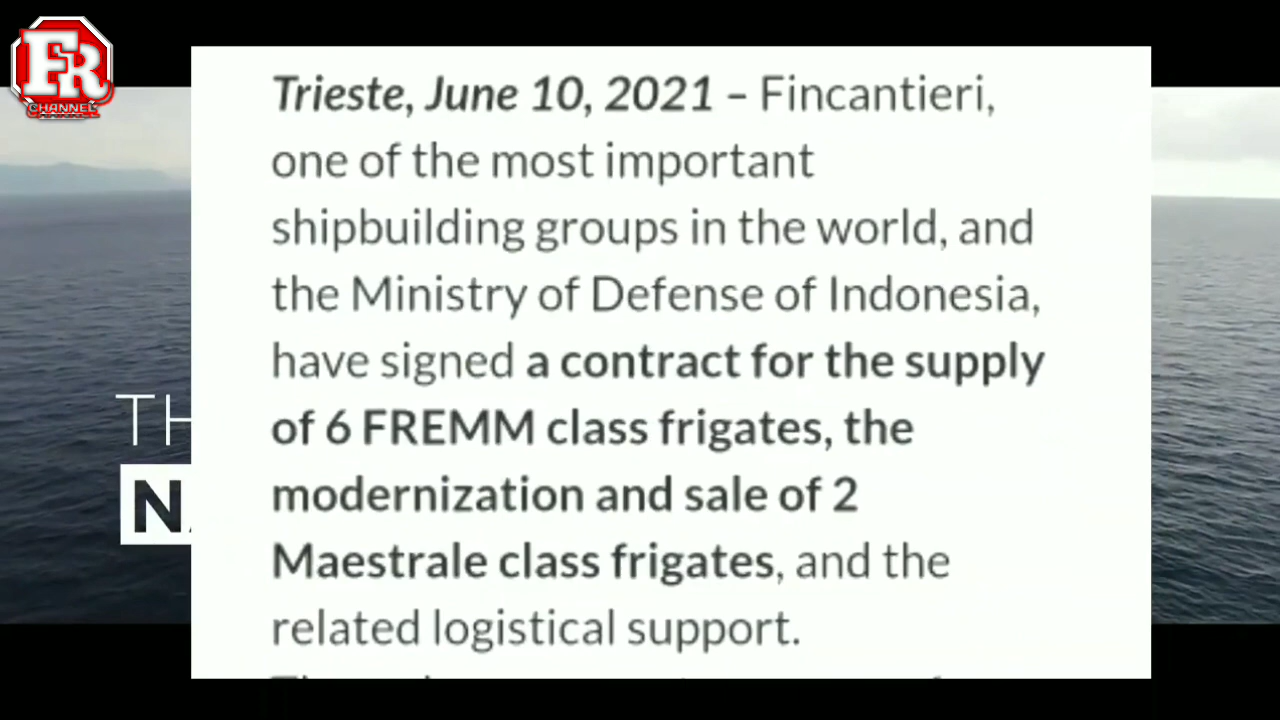 FR
CHANNEL
Trieste, June 10, 2021 – Fincantieri,
one of the most important
shipbuilding groups in the world, and
the Ministry of Defense of Indonesia,
have signed a contract for the supply
of 6 FREMM class frigates, the
modernization and sale of 2
Maestrale class frigates, and the
related logistical support.
TH
N